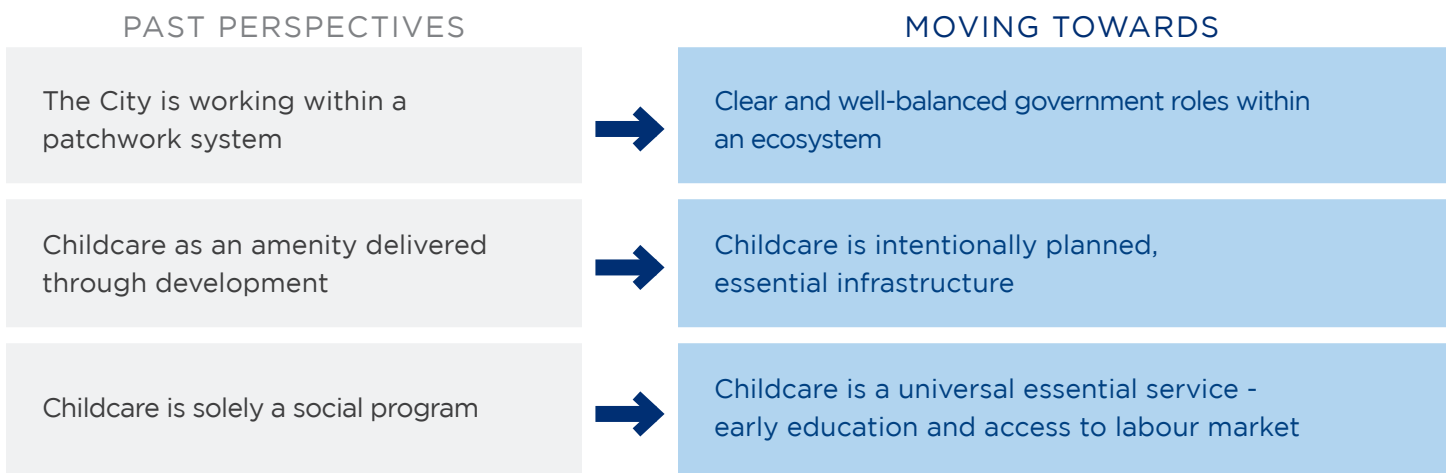 PAST PERSPECTIVES
MOVING TOWARDS
The City is working within a
patchwork system
Clear and well-balanced government roles within
an ecosystem
Childcare as an amenity delivered
through development
Childcare is intentionally planned,
essential infrastructure
Childcare is solely a social program
Childcare is a universal essential service -
early education and access to labour market